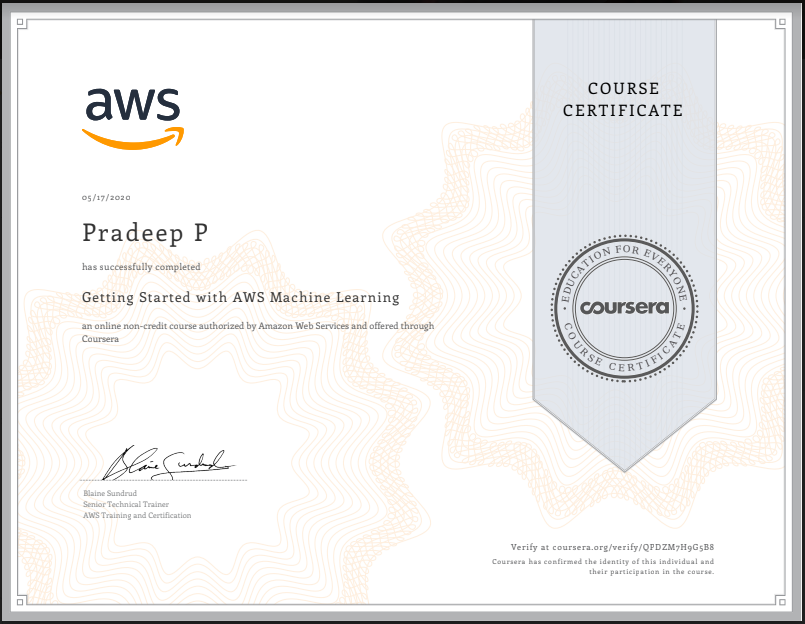 aws
COURSE
CERTIFICATE
05/17/2020
Pradeep P
has successfully completed
Getting Started with AWS Machine Learning
an online non-credit course authorized by Amazon Web Services and offered through
Coursera
EDUCATION FOR EVERYONE
coursera
COURSE CERTIFICATE
Blaine Sundrud
Blaine Sundrud
Senior Technical Trainer
AWS Training and Certification
Verify at coursera.org/verify/QPDZM7H9G5B8
Coursera has confirmed the identity of this individual and
their participation in the course.